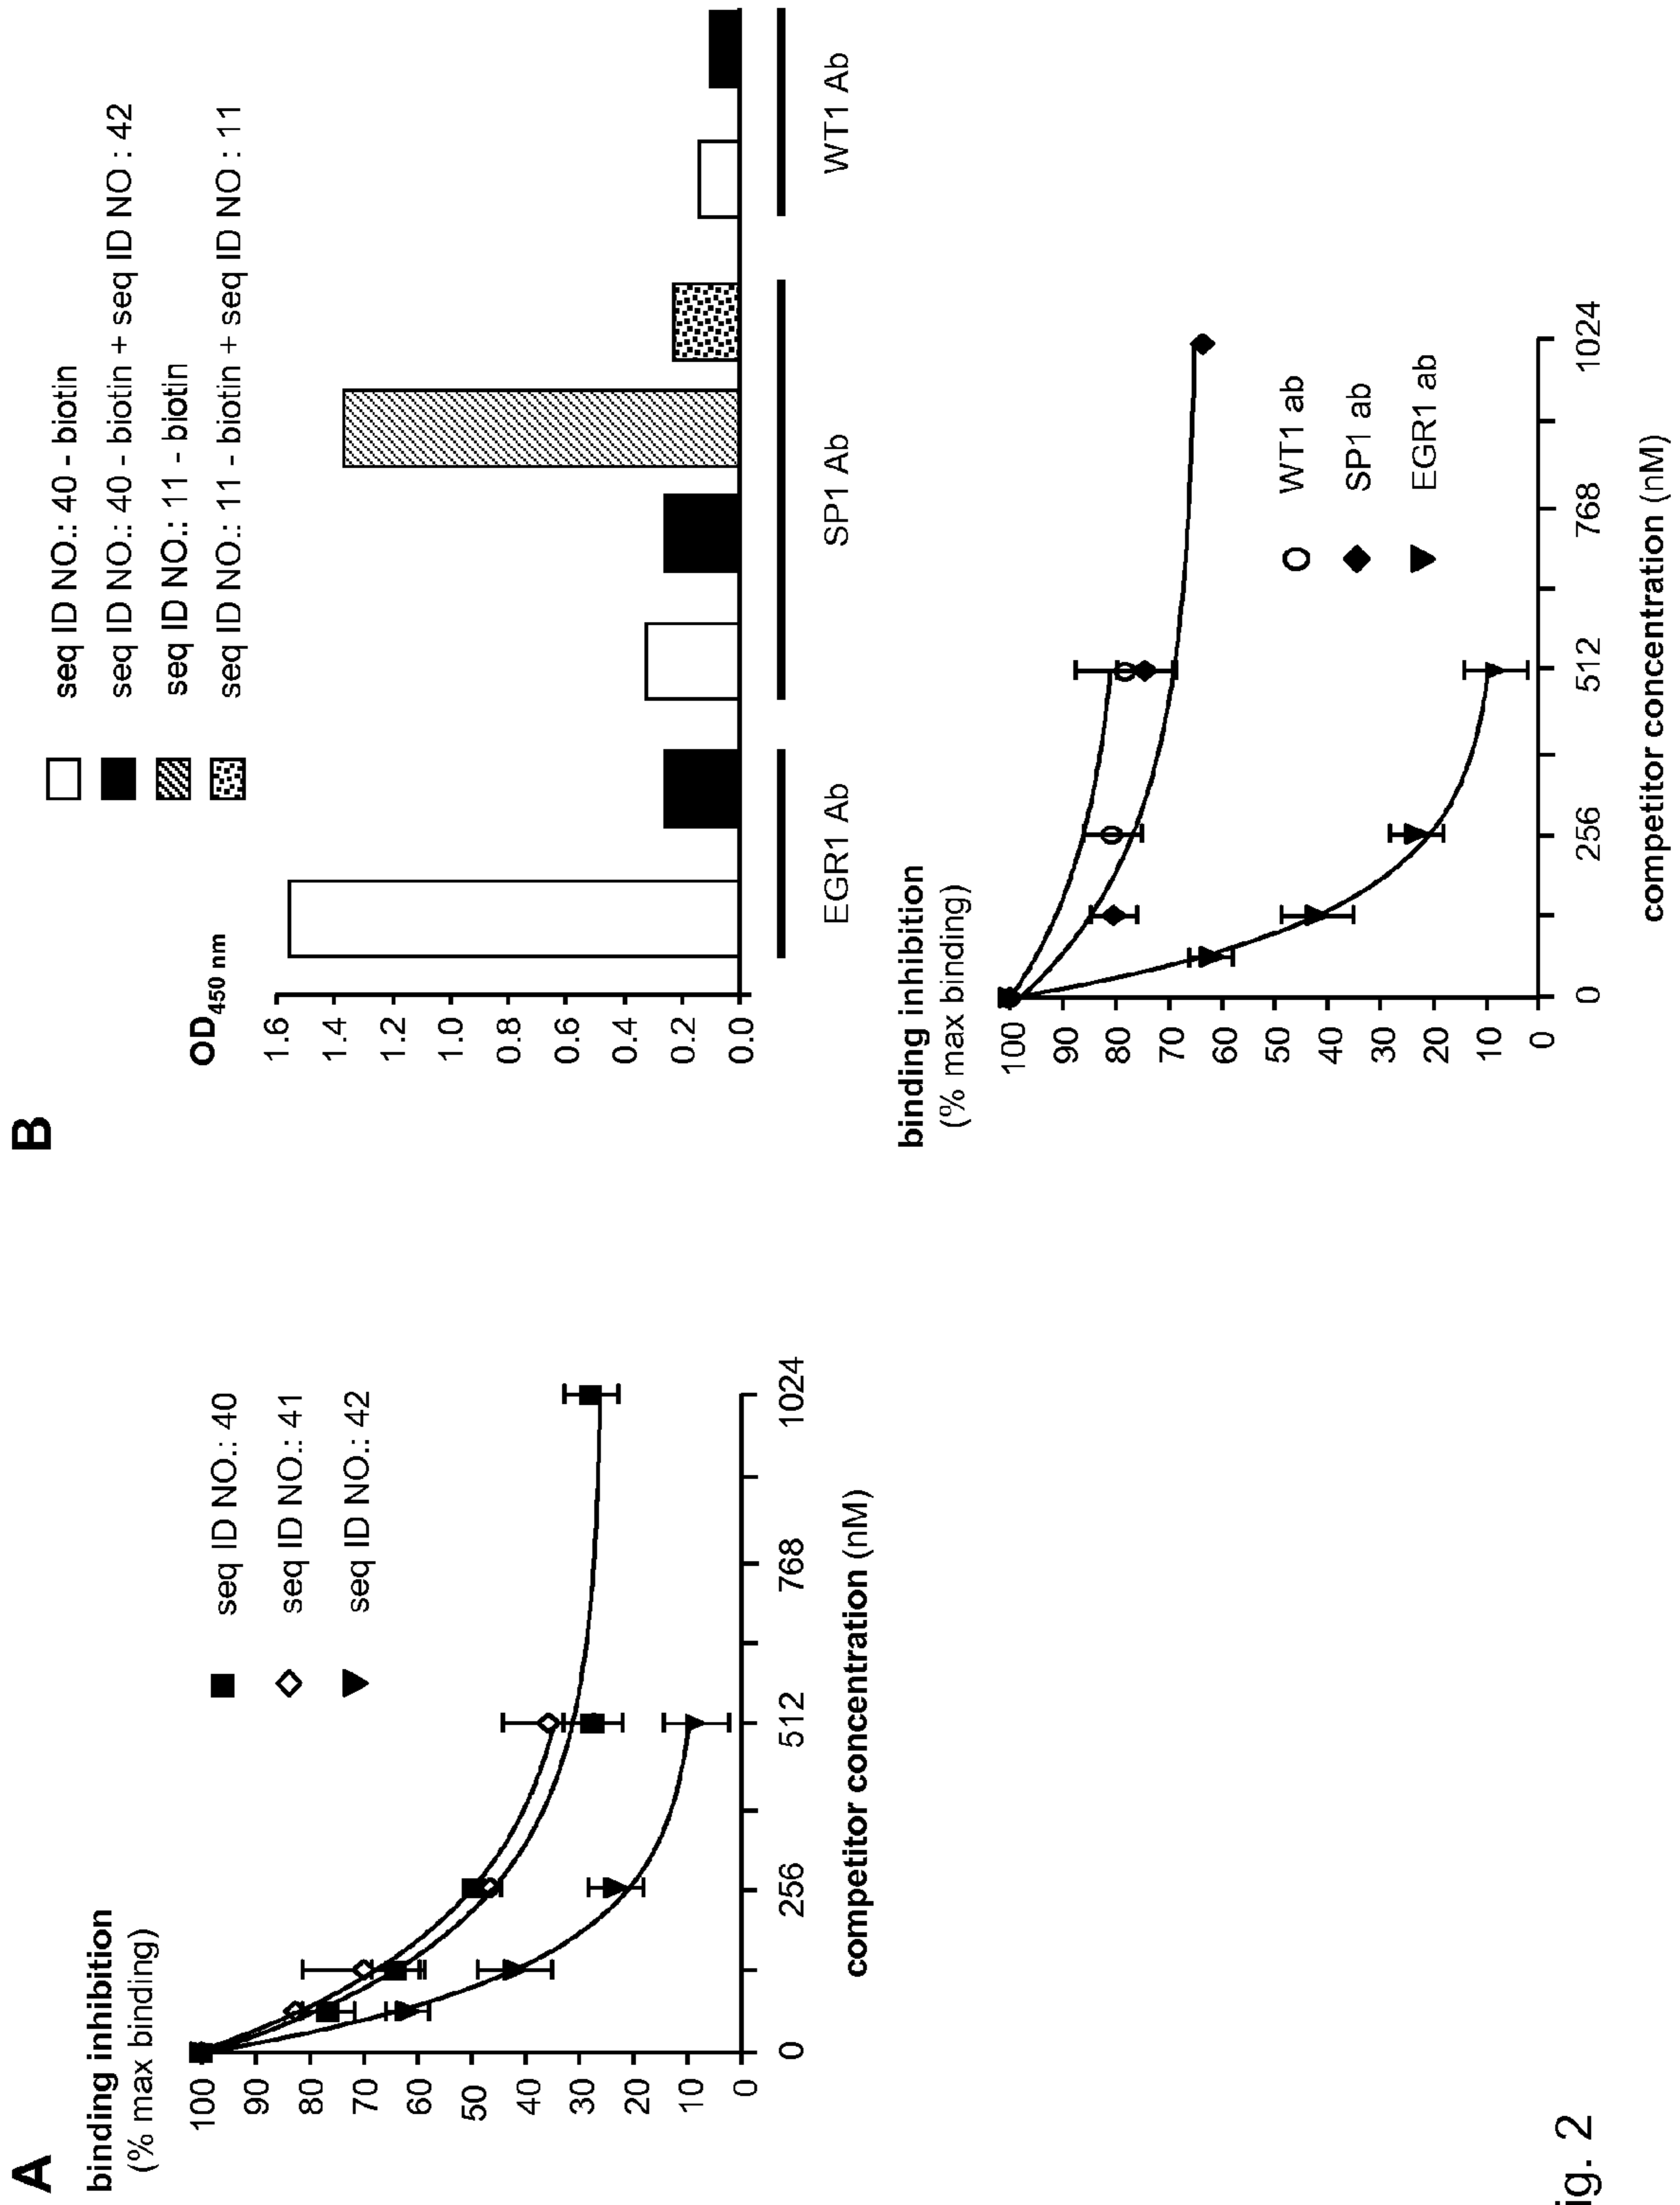 A
binding inhibition
(% max binding)
100
90
80
70
60
50
40
30
20
10
0
0
256
512
768
1024
competitor concentration (nM)
seq ID NO.: 40
seq ID NO.: 41
seq ID NO.: 42
B
seq ID NO.: 40 - biotin
seq ID NO.: 40 - biotin + seq ID NO : 42
seq ID NO.: 11 - biotin
seq ID NO.: 11 - biotin + seq ID NO : 11
OD450 nm
1.6
1.4
1.2
1.0
0.8
0.6
0.4
0.2
0.0
EGR1 Ab
SP1 Ab
WT1 Ab
binding inhibition
(% max binding)
100
90
80
70
60
50
40
30
20
10
0
0
256
512
768
1024
competitor concentration (nM)
WT1 ab
SP1 ab
EGR1 ab
ig. 2